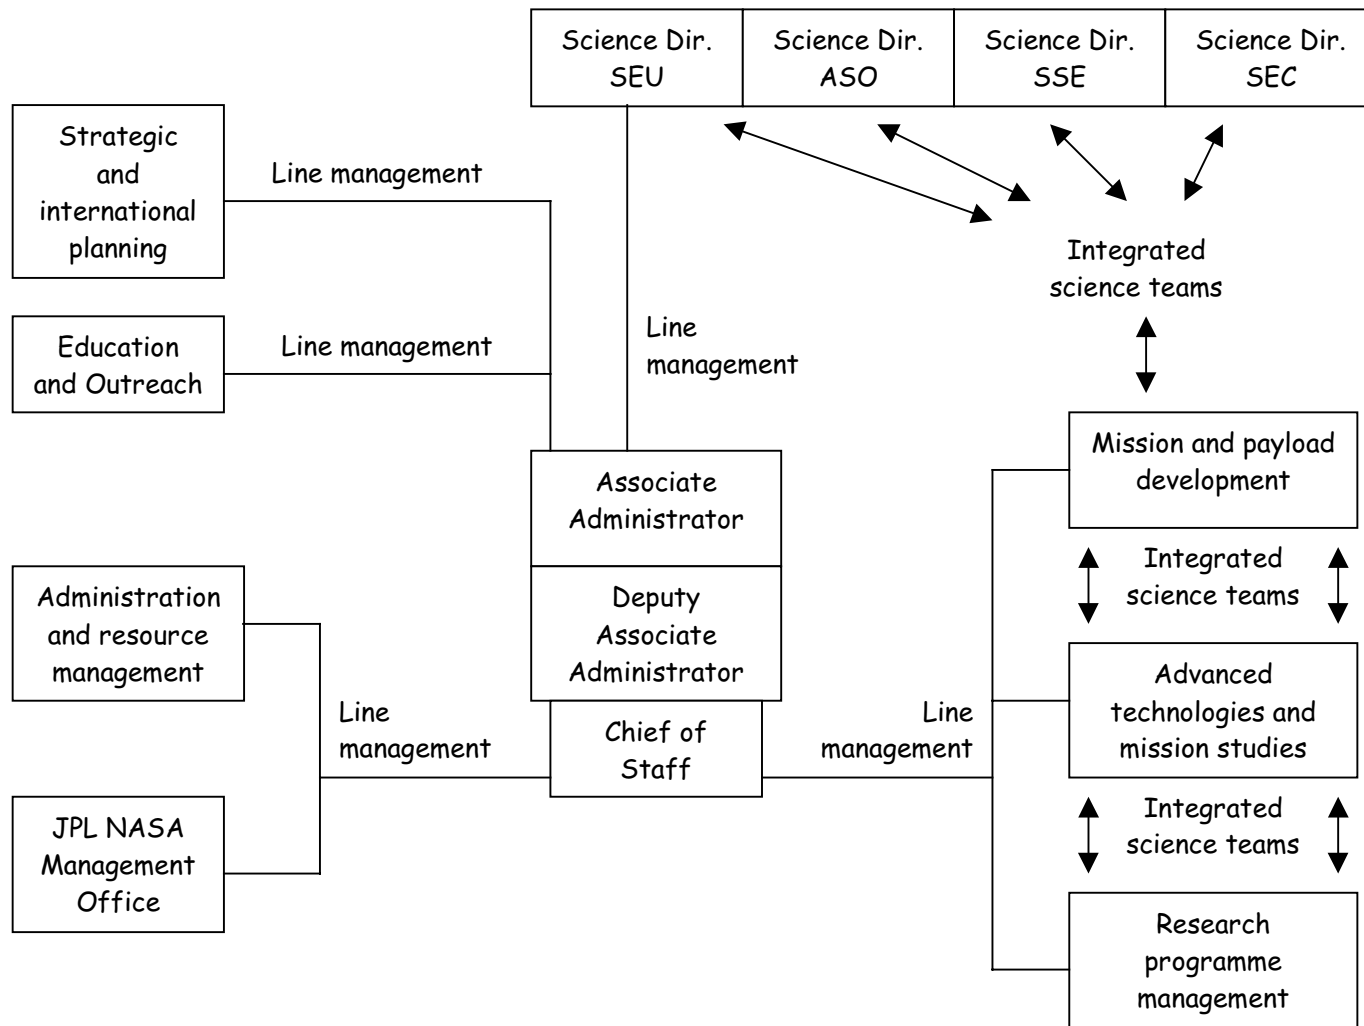 Science Dir.
SEU
Science Dir.
ASO
Science Dir.
SSE
Science Dir.
SEC
Strategic
and
international
planning
Line management
Integrated
science teams
Education
and Outreach
Line management
Line
management
Mission and payload
development
Associate
Administrator
Integrated
science teams
Administration
and resource
management
Deputy
Associate
Administrator
Advanced
technologies and
mission studies
Line
management
Chief of
Staff
Line
management
Integrated
science teams
JPL NASA
Management
Office
Research
programme
management